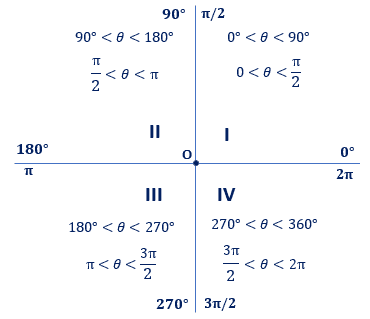 90° π/2
90° < θ < 180° 0° < θ < 90°
π/2 < θ < π 0 < θ < π/2
II I
180° O 0°
π 2π
III IV
180° < θ < 270° 270° < θ < 360°
π < θ < 3π/2 3π/2 < θ < 2π
270° 3π/2